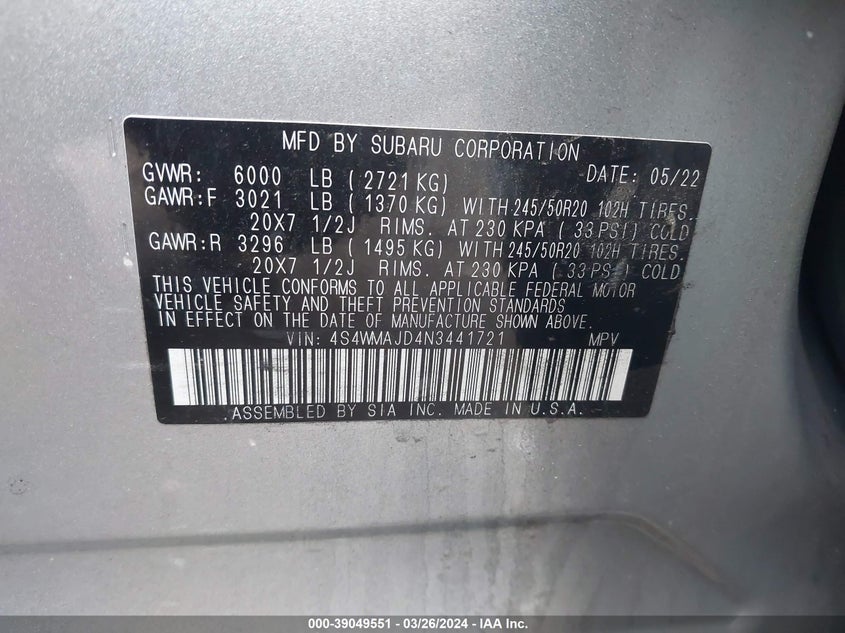 MFD BY SUBARU CORPORATION
GVWR: 6000 LB ( 2721 KG) DATE: 05/22
GAWR:F 3021 LB ( 1370 KG) WITH 245/50R20 102H TIRES.
20X7 1/2J RIMS. AT 230 KPA ( 33 PSI) COLD
GAWR:R 3296 LB ( 1495 KG) WITH 245/50R20 102H TIRES.
20X7 1/2J RIMS. AT 230 KPA ( 33 PSI) COLD
THIS VEHICLE CONFORMS TO ALL APPLICABLE FEDERAL MOTOR
VEHICLE SAFETY AND THEFT PREVENTION STANDARDS
IN EFFECT ON THE DATE OF MANUFACTURE SHOWN ABOVE.
VIN: 4S4WMAJD4N3441721 MPV
ASSEMBLED BY SIA INC. MADE IN U.S.A.
000-39049551 — 03/26/2024 — IAA Inc.